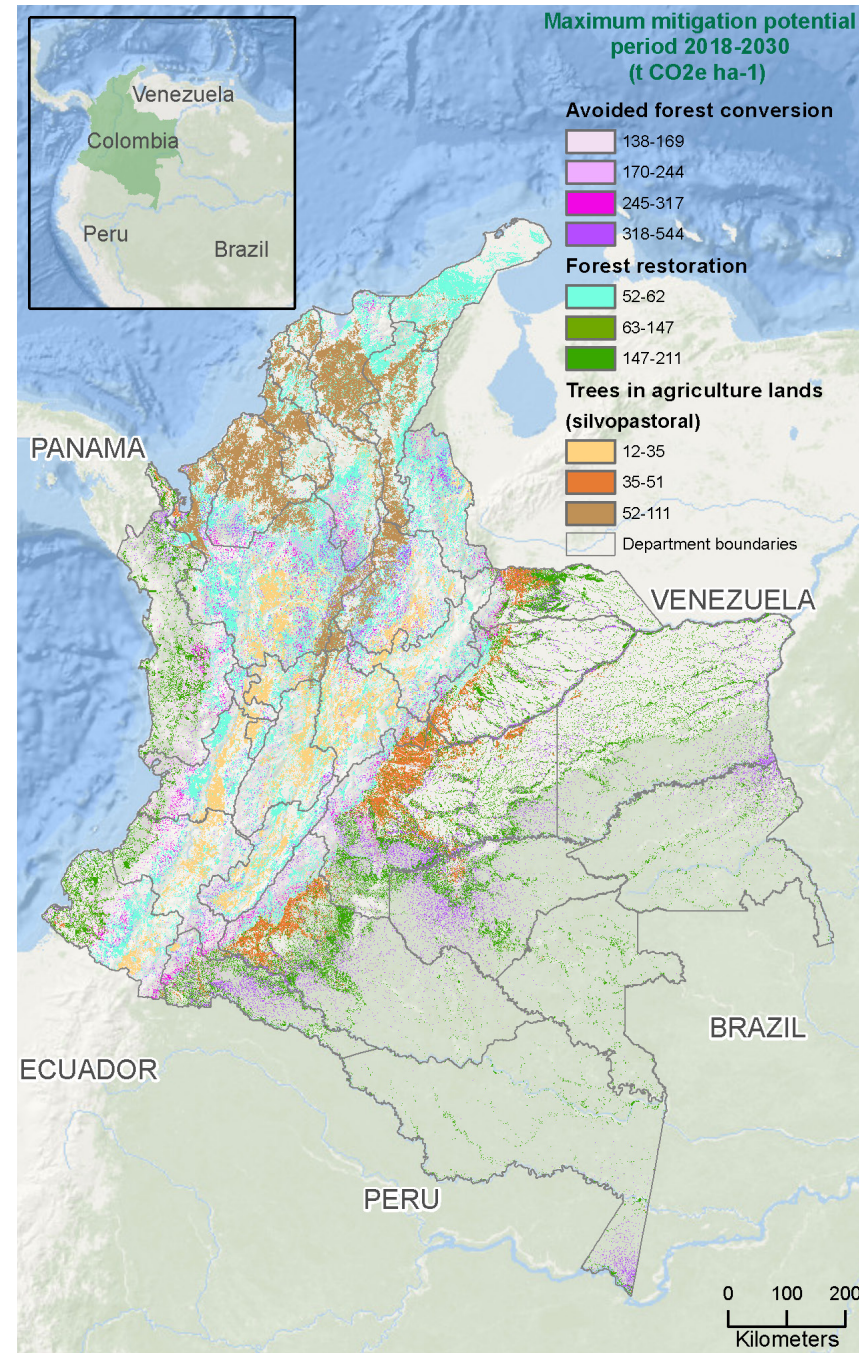 Maximum mitigation potential
period 2018-2030
(t CO2e ha-1)
Venezuela
Colombia
Peru
Brazil
Avoided forest conversion
138-169
170-244
245-317
318-544
Forest restoration
52-62
63-147
147-211
Trees in agriculture lands
(silvopastoral)
12-35
35-51
52-111
Department boundaries
PANAMA
VENEZUELA
BRAZIL
ECUADOR
PERU
0 100 200
Kilometers